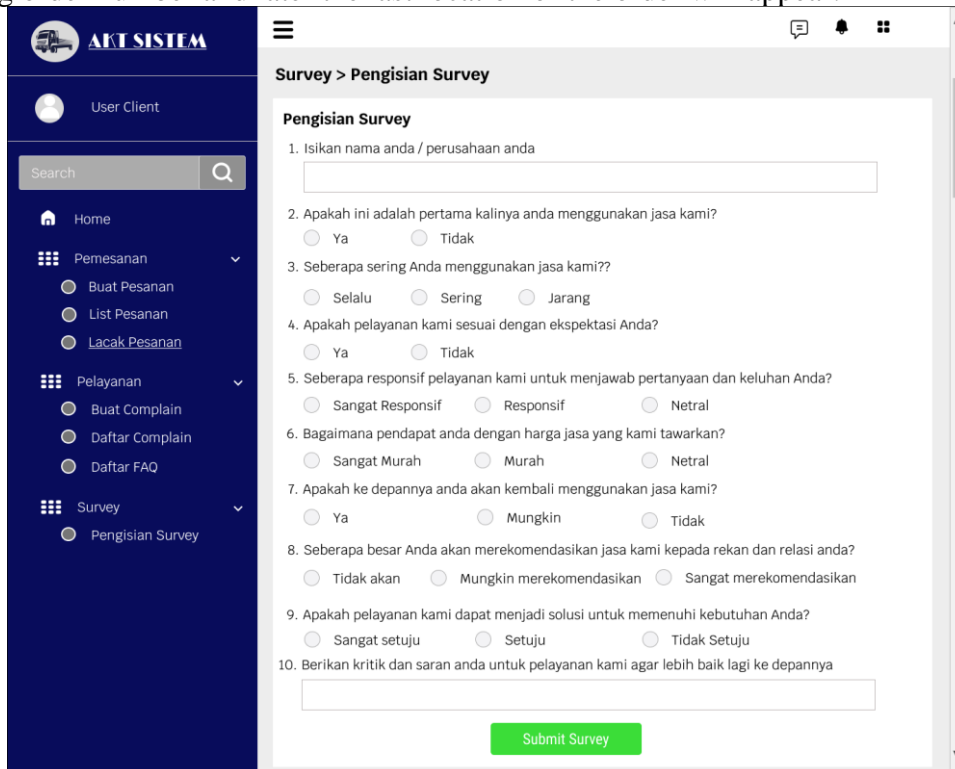 AKT SISTEM
User Client
Search
Home
Pemesanan
Buat Pesanan
List Pesanan
Lacak Pesanan
Pelayanan
Buat Complain
Daftar Complain
Daftar FAQ
Survey
Pengisian Survey
Survey > Pengisian Survey
Pengisian Survey
1. Isikan nama anda / perusahaan anda
2. Apakah ini adalah pertama kalinya anda menggunakan jasa kami?
Ya Tidak
3. Seberapa sering Anda menggunakan jasa kami??
Selalu Sering Jarang
4. Apakah pelayanan kami sesuai dengan ekspektasi Anda?
Ya Tidak
5. Seberapa responsif pelayanan kami untuk menjawab pertanyaan dan keluhan Anda?
Sangat Responsif Responsif Netral
6. Bagaimana pendapat anda dengan harga jasa yang kami tawarkan?
Sangat Murah Murah Netral
7. Apakah ke depannya anda akan kembali menggunakan jasa kami?
Ya Mungkin Tidak
8. Seberapa besar Anda akan merekomendasikan jasa kami kepada rekan dan relasi anda?
Tidak akan Mungkin merekomendasikan Sangat merekomendasikan
9. Apakah pelayanan kami dapat menjadi solusi untuk memenuhi kebutuhan Anda?
Sangat setuju Setuju Tidak Setuju
10. Berikan kritik dan saran anda untuk pelayanan kami agar lebih baik lagi ke depannya
Submit Survey